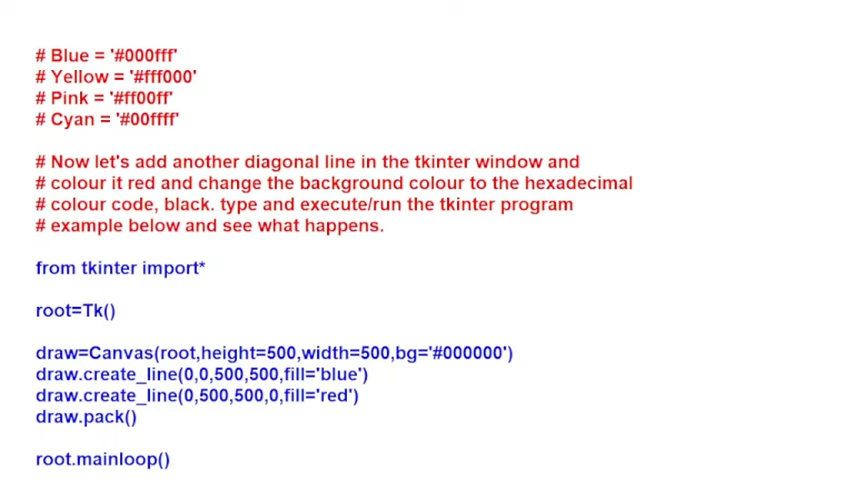 # Blue = '#000fff'
# Yellow = '#fff000'
# Pink = '#ff00ff'
# Cyan = '#00ffff'
# Now let's add another diagonal line in the tkinter window and
# colour it red and change the background colour to the hexadecimal
# colour code, black. type and execute/run the tkinter program
# example below and see what happens.
from tkinter import*
root=Tk()
draw=Canvas(root,height=500,width=500,bg='#000000')
draw.create_line(0,0,500,500,fill='blue')
draw.create_line(0,500,500,0,fill='red')
draw.pack()
root.mainloop()